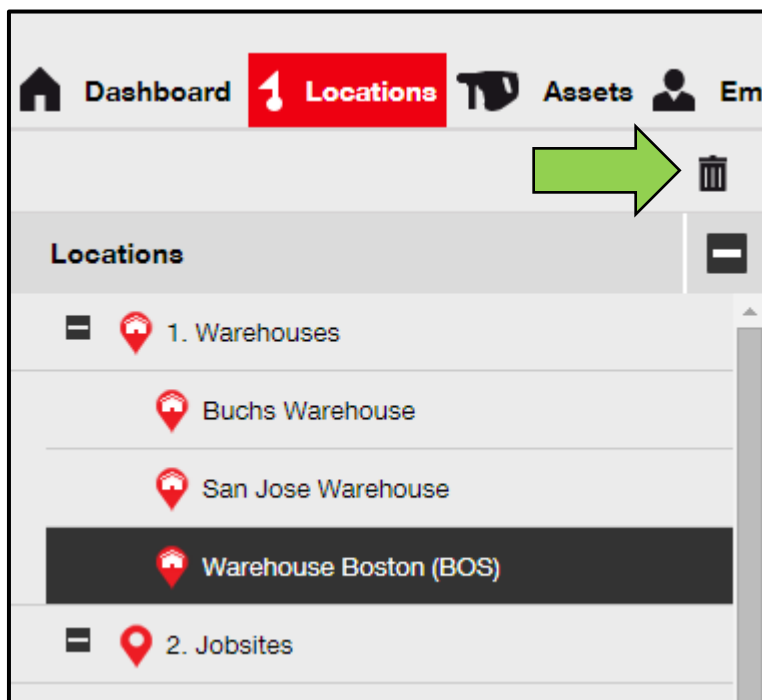 Dashboard Locations Assets Em
Locations
1. Warehouses
Buchs Warehouse
San Jose Warehouse
Warehouse Boston (BOS)
2. Jobsites